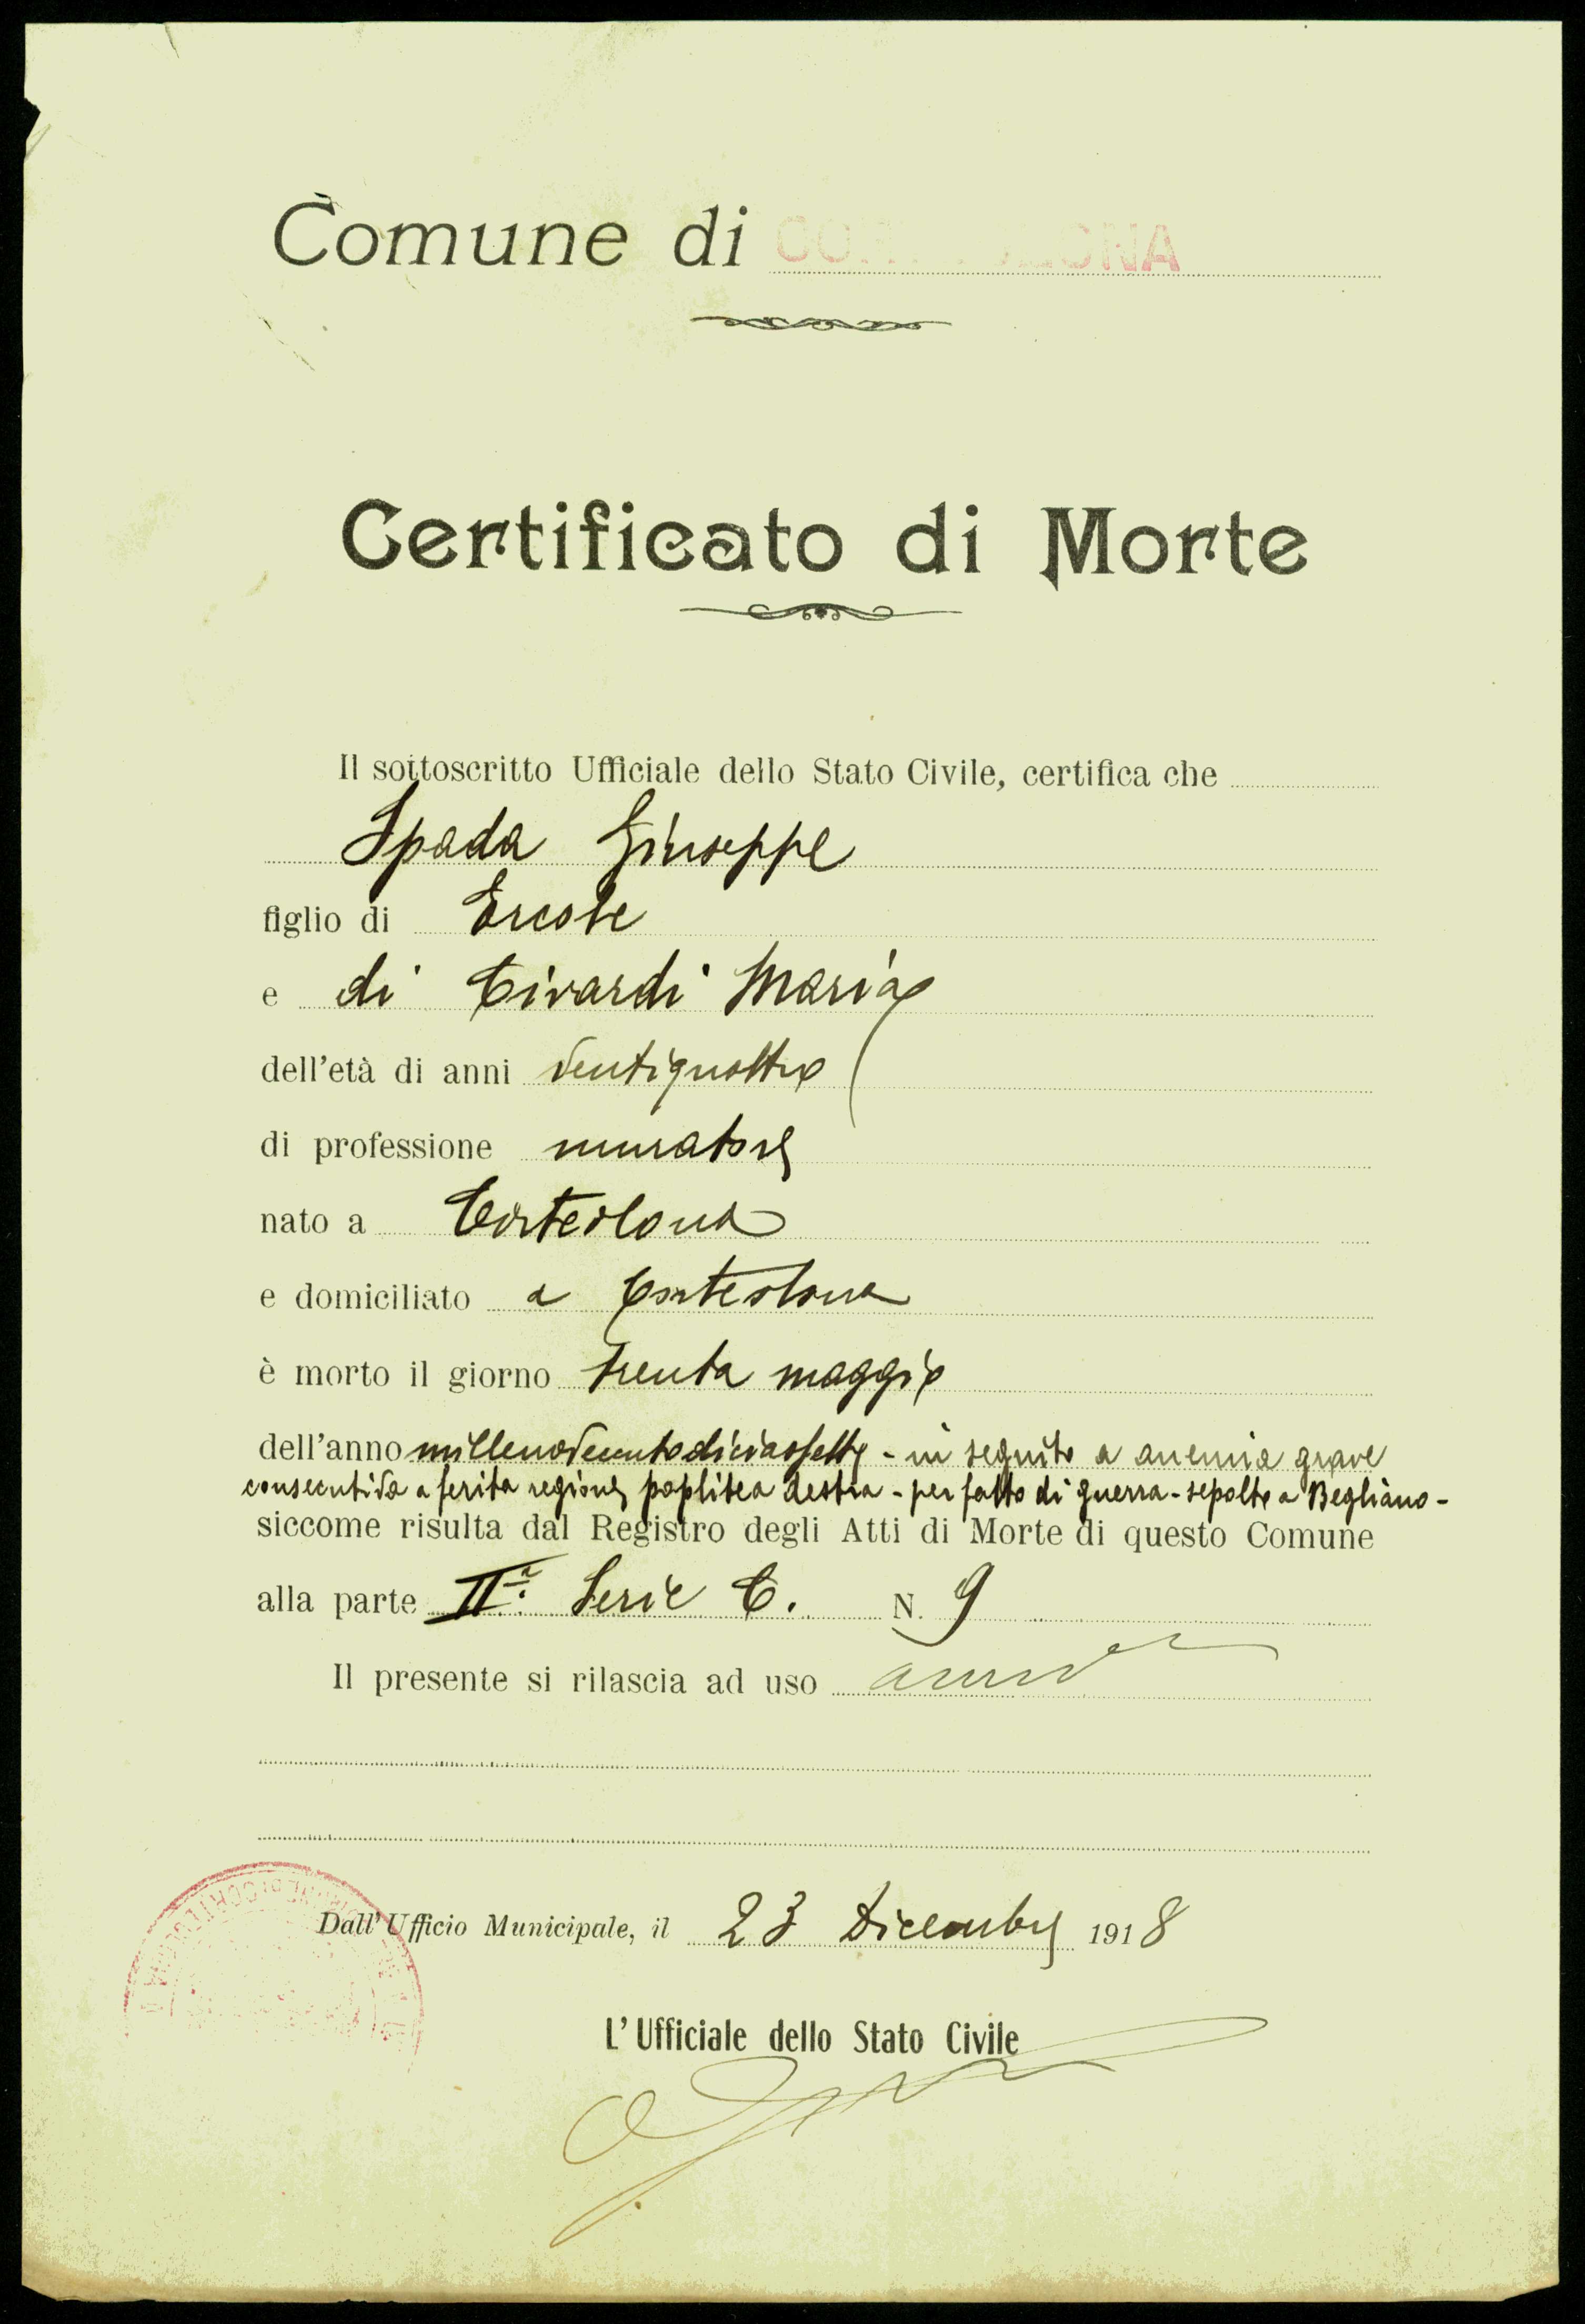 Comune di CORTEOLONA
Certificato di Morte
Il sottoscritto Ufficiale dello Stato Civile, certifica che
Spada Giuseppe
figlio di Ercole
e di Civardi Maria
dell'età di anni ventiquattro
di professione muratore
nato a Corteolona
e domiciliato a Corteolona
è morto il giorno trenta maggio
dell'anno millenovecentodiciassette - in seguito a anemia grave
consecutiva a ferita regione poplitea destra - per fatto di guerra - sepolto a Begliano -
siccome risulta dal Registro degli Atti di Morte di questo Comune
alla parte IIa. Serie C. N. 9
Il presente si rilascia ad uso
Dall'Ufficio Municipale, il 23 Dicembre 1918
L'Ufficiale dello Stato Civile